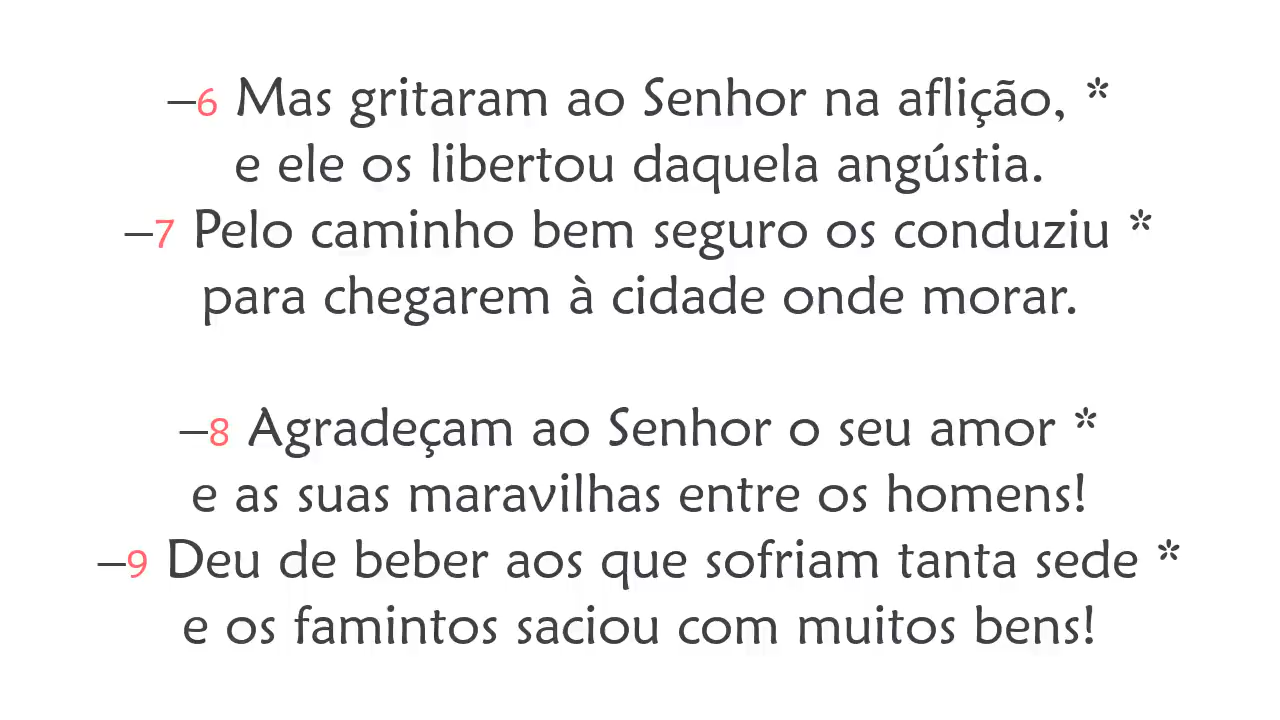 –6 Mas gritaram ao Senhor na aflição, *
e ele os libertou daquela angústia.
–7 Pelo caminho bem seguro os conduziu *
para chegarem à cidade onde morar.
–8 Agradeçam ao Senhor o seu amor *
e as suas maravilhas entre os homens!
–9 Deu de beber aos que sofriam tanta sede *
e os famintos saciou com muitos bens!